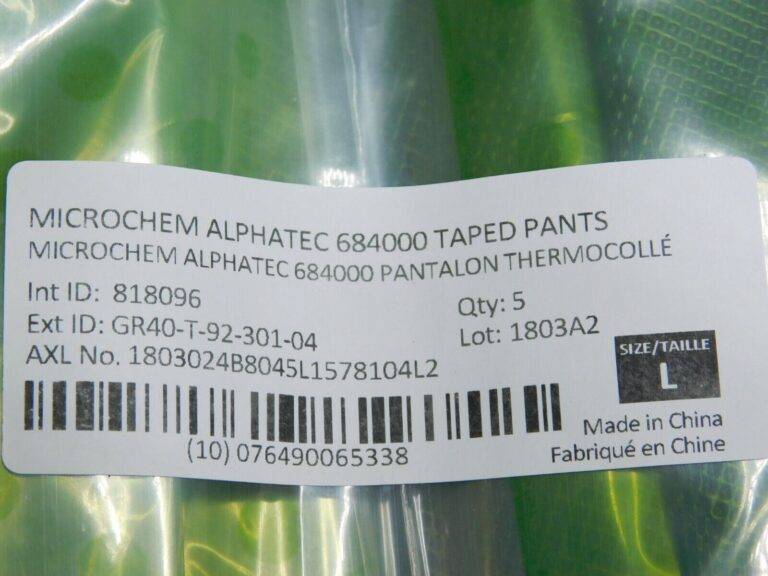 MICROCHEM ALPHATEC 684000 TAPED PANTS
MICROCHEM ALPHATEC 684000 PANTALON THERMOCOLLÉ
Int ID: 818096
Qty: 5
Ext ID: GR40-T-92-301-04
Lot: 1803A2
AXL No. 1803024B8045L1578104L2
SIZE/TAILLE
L
(10) 076490065338
Made in China
Fabriqué en Chine